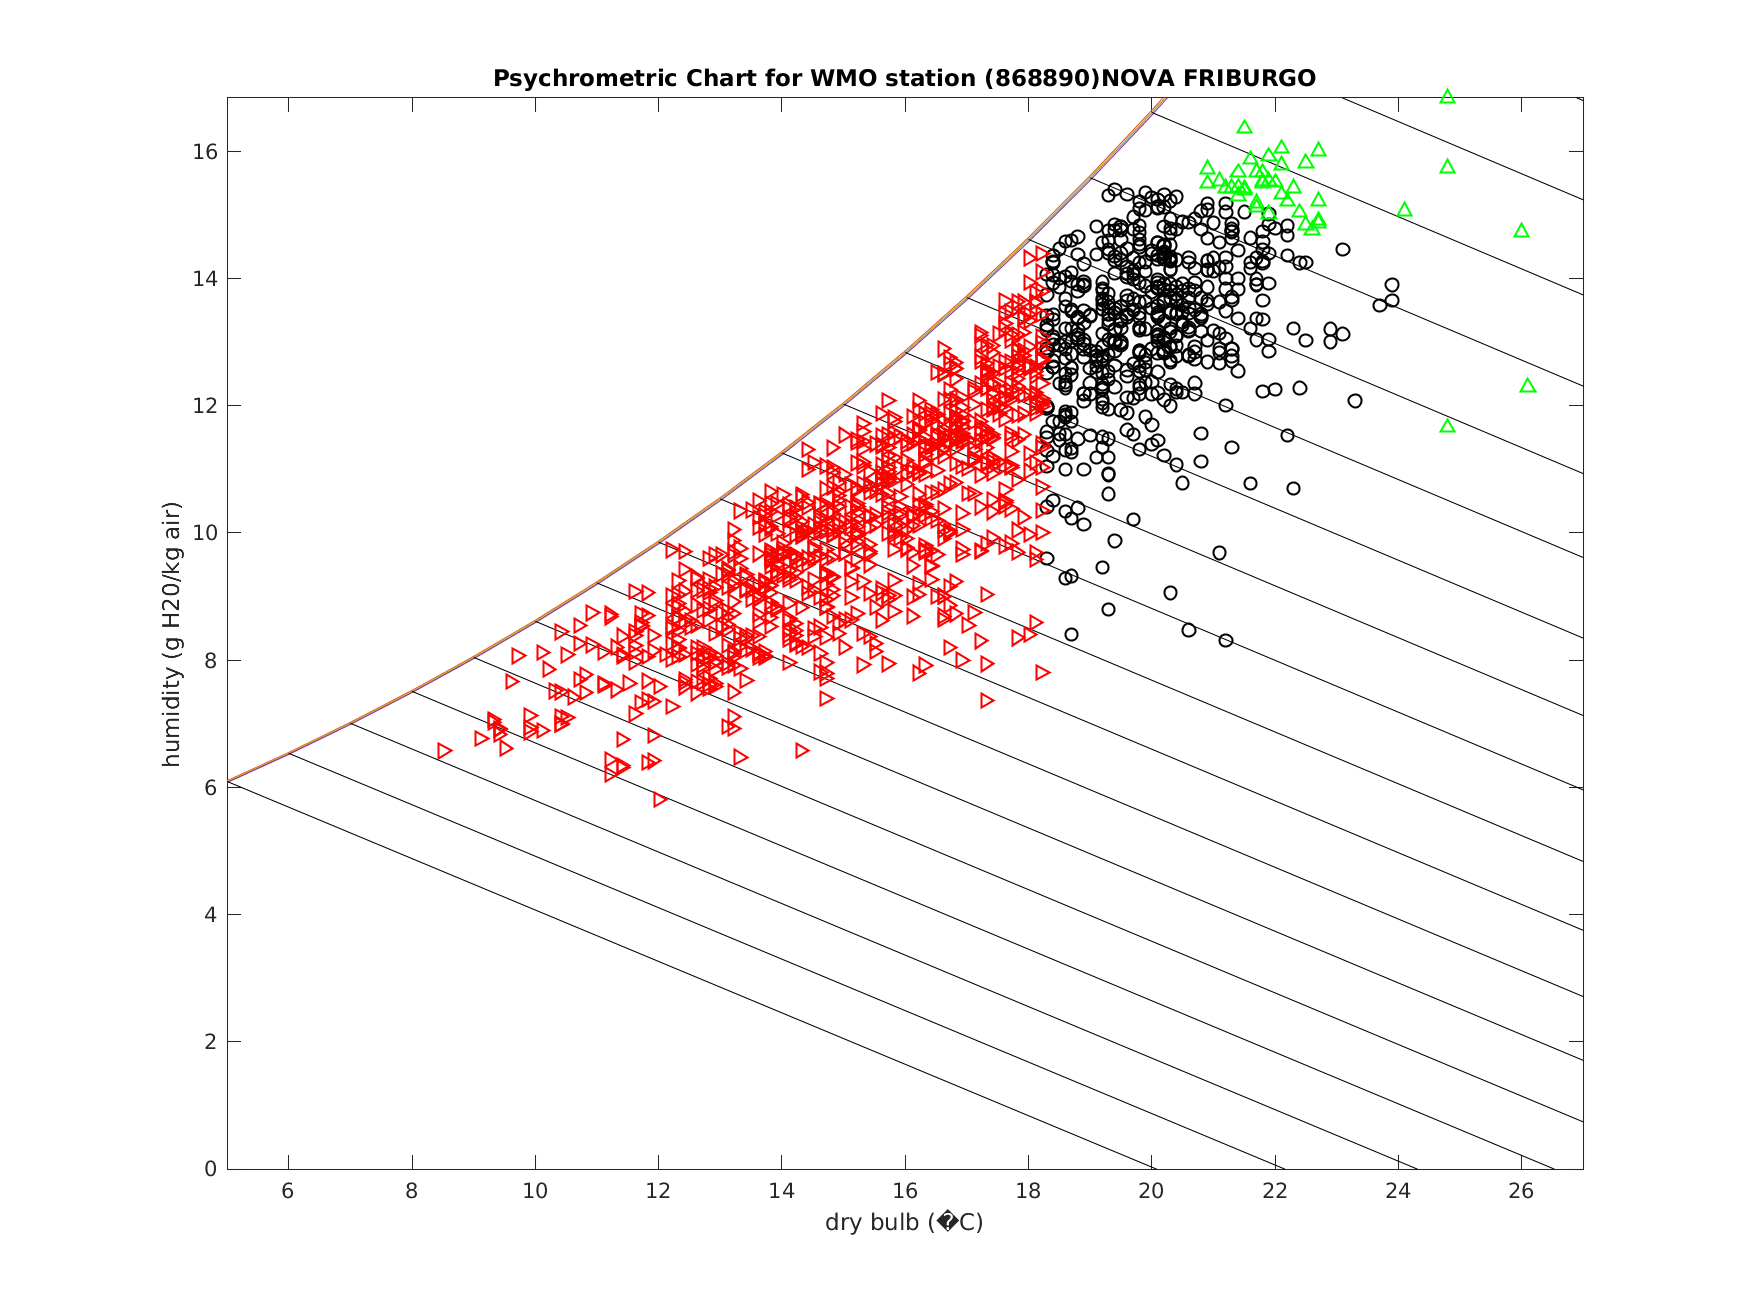 Psychrometric Chart for WMO station (868890)NOVA FRIBURGO
16
14
12
10
8
6
4
2
0
humidity (g H20/kg air)
6 8 10 12 14 16 18 20 22 24 26
dry bulb (�C)